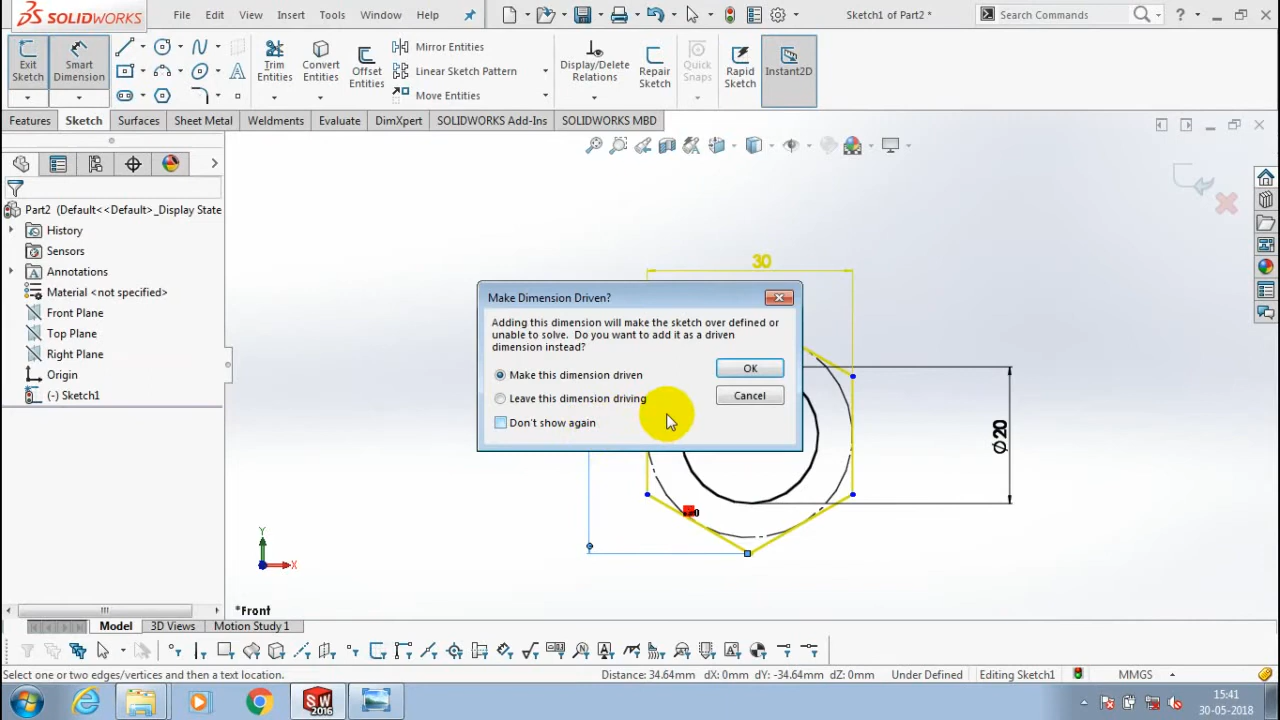 SOLIDWORKS
File Edit View Insert Tools Window Help
Sketch1 of Part2 *
Search Commands
?
Exit Sketch
Smart Dimension
Trim Entities
Convert Entities
Offset Entities
Mirror Entities
Linear Sketch Pattern
Move Entities
Display/Delete Relations
Repair Sketch
Quick Snaps
Rapid Sketch
Instant2D
Features Sketch Surfaces Sheet Metal Weldments Evaluate DimXpert SOLIDWORKS Add-Ins SOLIDWORKS MBD
Part2 (Default<<Default>_Display State
History
Sensors
Annotations
Material <not specified>
Front Plane
Top Plane
Right Plane
Origin
(-) Sketch1
30
Make Dimension Driven?
Adding this dimension will make the sketch over defined or
unable to solve. Do you want to add it as a driven
dimension instead?
Make this dimension driven
Leave this dimension driving
Don't show again
OK
Cancel
Ø20
Y
X
*Front
Model 3D Views Motion Study 1
Select one or two edges/vertices and then a text location.
Distance: 34.64mm dX: 0mm dY: -34.64mm dZ: 0mm
Under Defined
Editing Sketch1
MMGS
SW
2016
15:41
30-05-2018